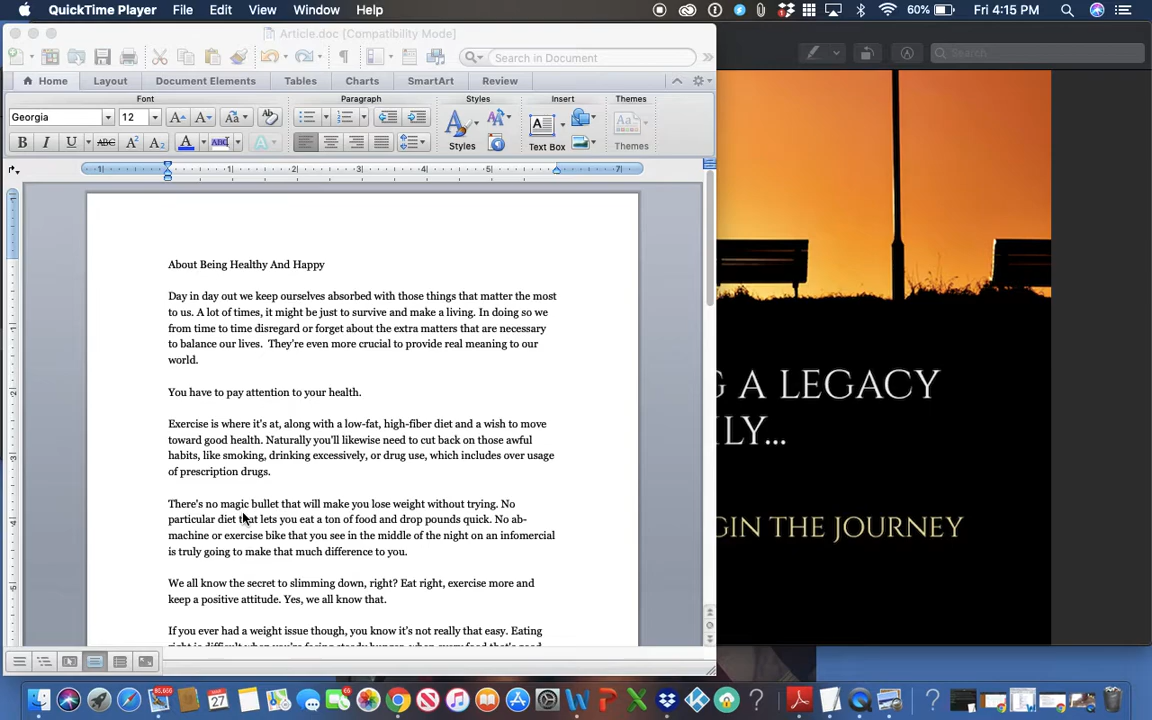 QuickTime Player File Edit View Window Help 60% Fri 4:15 PM
Article.doc [Compatibility Mode]
Search in Document
Search
Home Layout Document Elements Tables Charts SmartArt Review
Font Paragraph Styles Insert Themes
Georgia 12
Styles Text Box Themes
About Being Healthy And Happy
Day in day out we keep ourselves absorbed with those things that matter the most
to us. A lot of times, it might be just to survive and make a living. In doing so we
from time to time disregard or forget about the extra matters that are necessary
to balance our lives.  They're even more crucial to provide real meaning to our
world.
You have to pay attention to your health.
Exercise is where it's at, along with a low-fat, high-fiber diet and a wish to move
toward good health. Naturally you'll likewise need to cut back on those awful
habits, like smoking, drinking excessively, or drug use, which includes over usage
of prescription drugs.
There's no magic bullet that will make you lose weight without trying. No
particular diet that lets you eat a ton of food and drop pounds quick. No ab-
machine or exercise bike that you see in the middle of the night on an infomercial
is truly going to make that much difference to you.
We all know the secret to slimming down, right? Eat right, exercise more and
keep a positive attitude. Yes, we all know that.
If you ever had a weight issue though, you know it's not really that easy. Eating
G A LEGACY
ILY...
GIN THE JOURNEY